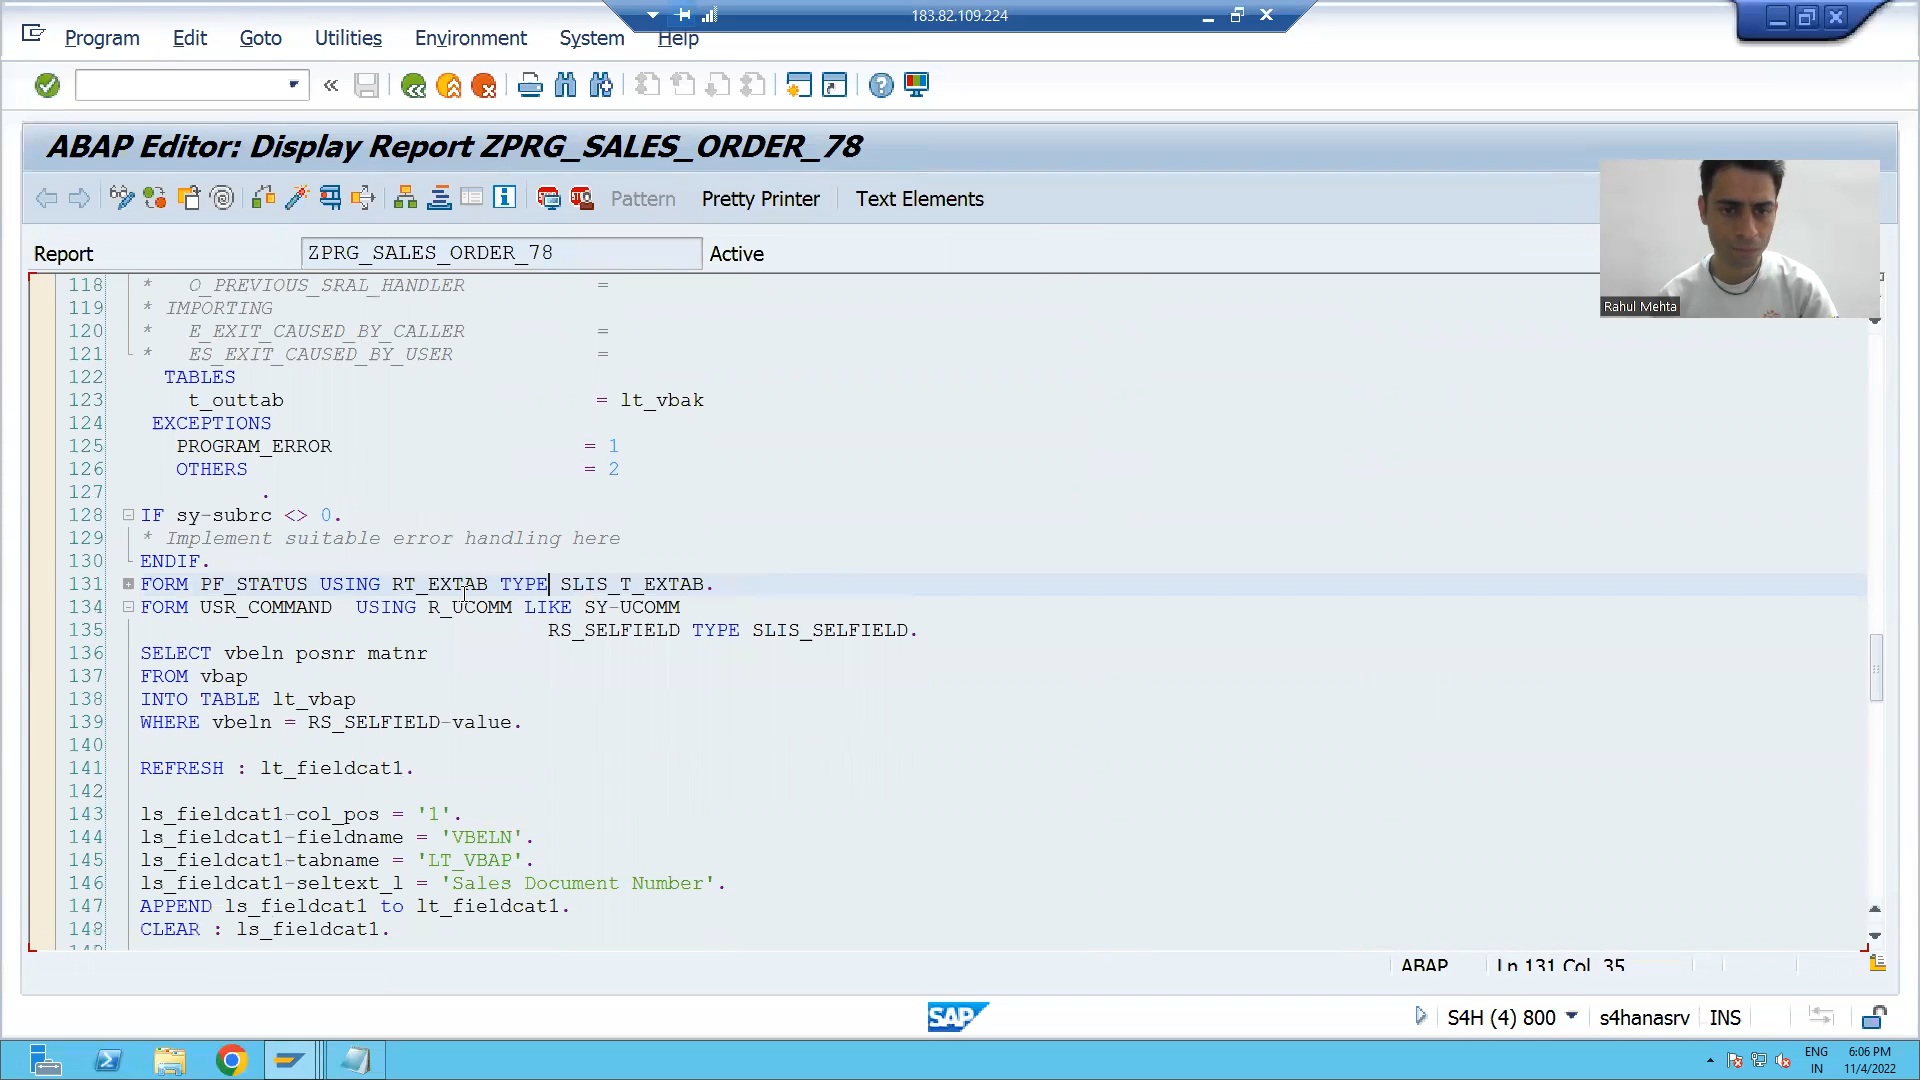 183.82.109.224
Program Edit Goto Utilities Environment System Help
ABAP Editor: Display Report ZPRG_SALES_ORDER_78
Pattern Pretty Printer Text Elements
Report ZPRG_SALES_ORDER_78 Active
Rahul Mehta
118 * O_PREVIOUS_SRAL_HANDLER =
119 * IMPORTING
120 * E_EXIT_CAUSED_BY_CALLER =
121 * ES_EXIT_CAUSED_BY_USER =
122 TABLES
123 t_outtab = lt_vbak
124 EXCEPTIONS
125 PROGRAM_ERROR = 1
126 OTHERS = 2
127 .
128 IF sy-subrc <> 0.
129 * Implement suitable error handling here
130 ENDIF.
131 FORM PF_STATUS USING RT_EXTAB TYPE SLIS_T_EXTAB.
134 FORM USR_COMMAND USING R_UCOMM LIKE SY-UCOMM
135 RS_SELFIELD TYPE SLIS_SELFIELD.
136 SELECT vbeln posnr matnr
137 FROM vbap
138 INTO TABLE lt_vbap
139 WHERE vbeln = RS_SELFIELD-value.
140
141 REFRESH : lt_fieldcat1.
142
143 ls_fieldcat1-col_pos = '1'.
144 ls_fieldcat1-fieldname = 'VBELN'.
145 ls_fieldcat1-tabname = 'LT_VBAP'.
146 ls_fieldcat1-seltext_l = 'Sales Document Number'.
147 APPEND ls_fieldcat1 to lt_fieldcat1.
148 CLEAR : ls_fieldcat1.
ABAP Ln 131 Col 35
SAP S4H (4) 800 s4hanasrv INS
ENG 6:06 PM
IN 11/4/2022